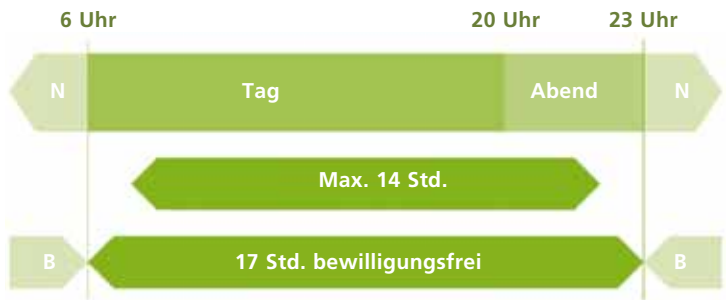 6 Uhr 20 Uhr 23 Uhr
N Tag Abend N
Max. 14 Std.
B 17 Std. bewilligungsfrei B